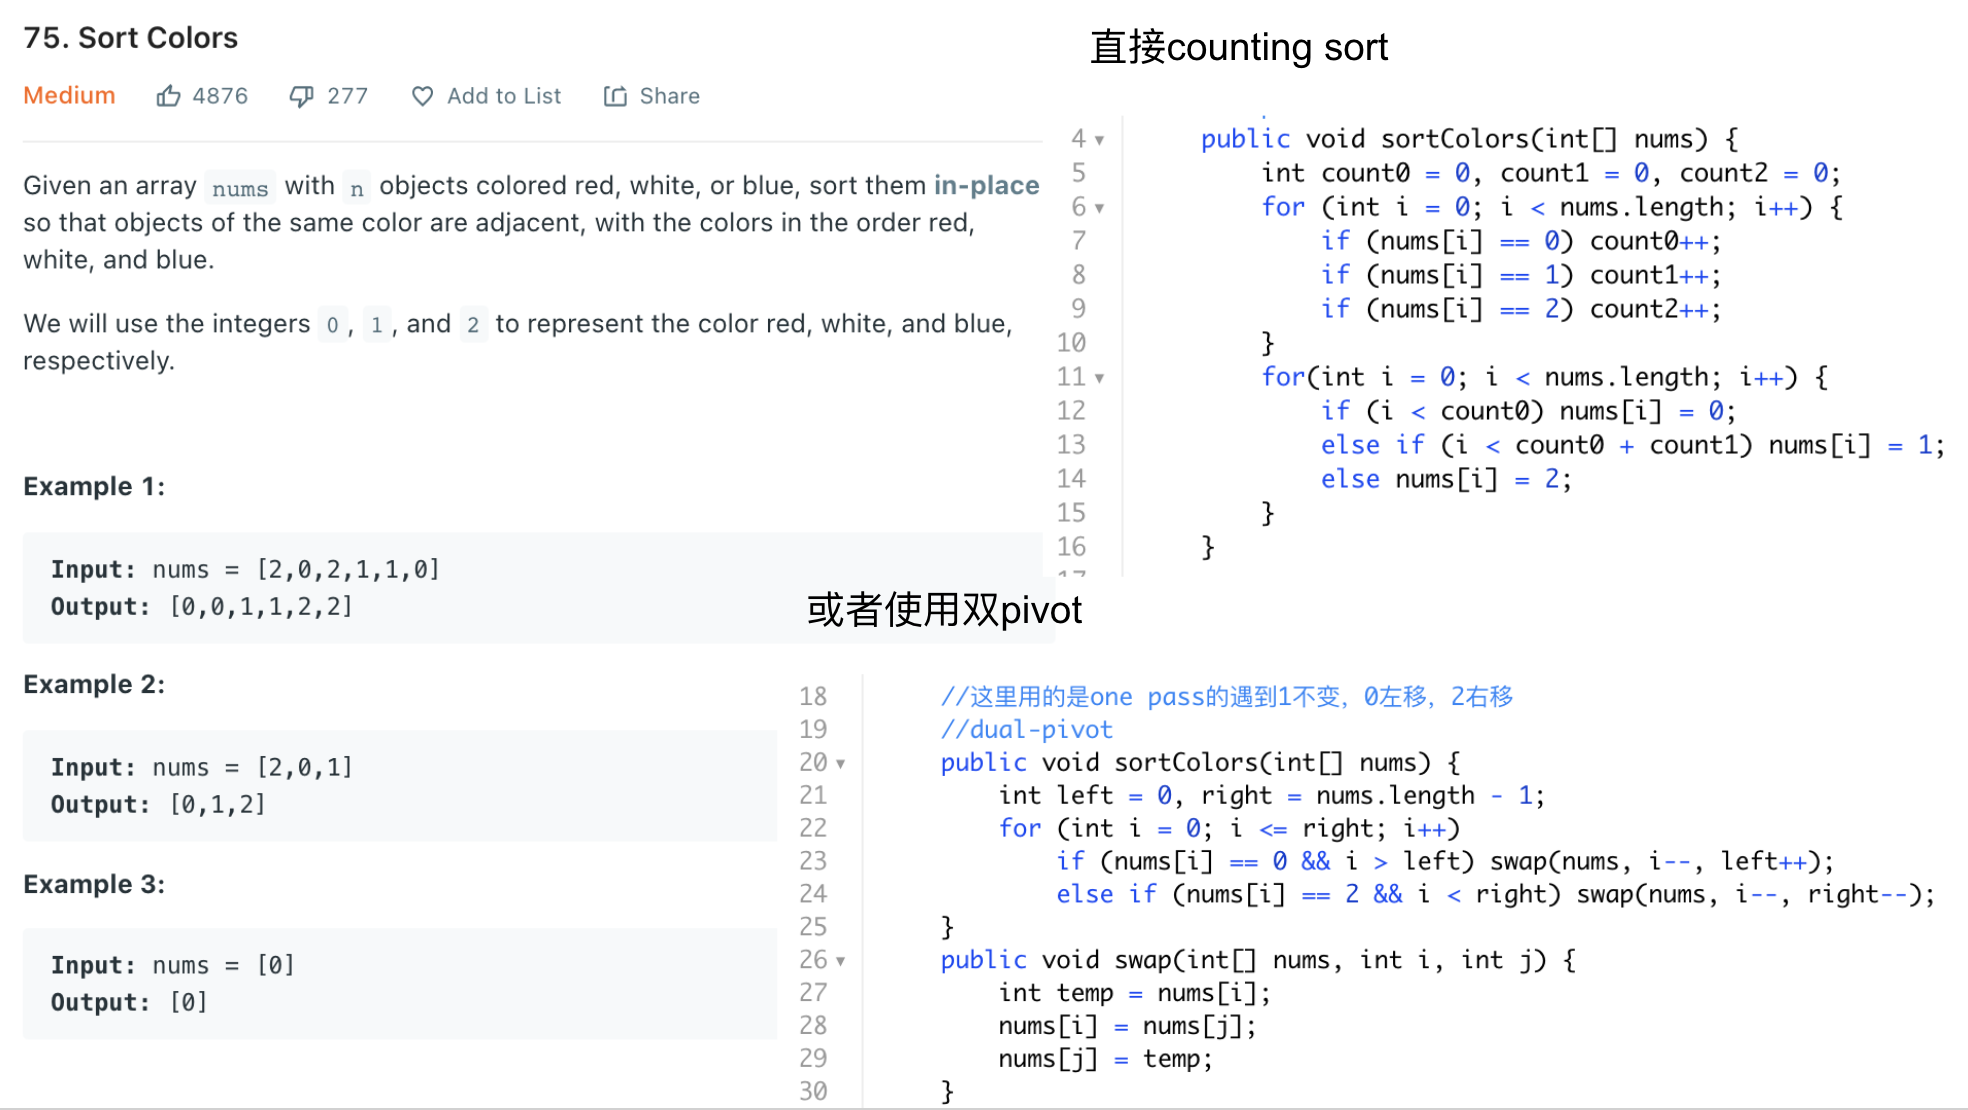 75. Sort Colors
Medium 4876 277 Add to List Share
Given an array nums with n objects colored red, white, or blue, sort them in-place
so that objects of the same color are adjacent, with the colors in the order red,
white, and blue.
We will use the integers 0, 1, and 2 to represent the color red, white, and blue,
respectively.
Example 1:
Input: nums = [2,0,2,1,1,0]
Output: [0,0,1,1,2,2]
Example 2:
Input: nums = [2,0,1]
Output: [0,1,2]
Example 3:
Input: nums = [0]
Output: [0]
直接counting sort
4 public void sortColors(int[] nums) {
5 int count0 = 0, count1 = 0, count2 = 0;
6 for (int i = 0; i < nums.length; i++) {
7 if (nums[i] == 0) count0++;
8 if (nums[i] == 1) count1++;
9 if (nums[i] == 2) count2++;
10 }
11 for(int i = 0; i < nums.length; i++) {
12 if (i < count0) nums[i] = 0;
13 else if (i < count0 + count1) nums[i] = 1;
14 else nums[i] = 2;
15 }
16 }
17
或者使用双pivot
18 //这里用的是one pass的遇到1不变，0左移，2右移
19 //dual-pivot
20 public void sortColors(int[] nums) {
21 int left = 0, right = nums.length - 1;
22 for (int i = 0; i <= right; i++)
23 if (nums[i] == 0 && i > left) swap(nums, i--, left++);
24 else if (nums[i] == 2 && i < right) swap(nums, i--, right--);
25 }
26 public void swap(int[] nums, int i, int j) {
27 int temp = nums[i];
28 nums[i] = nums[j];
29 nums[j] = temp;
30 }